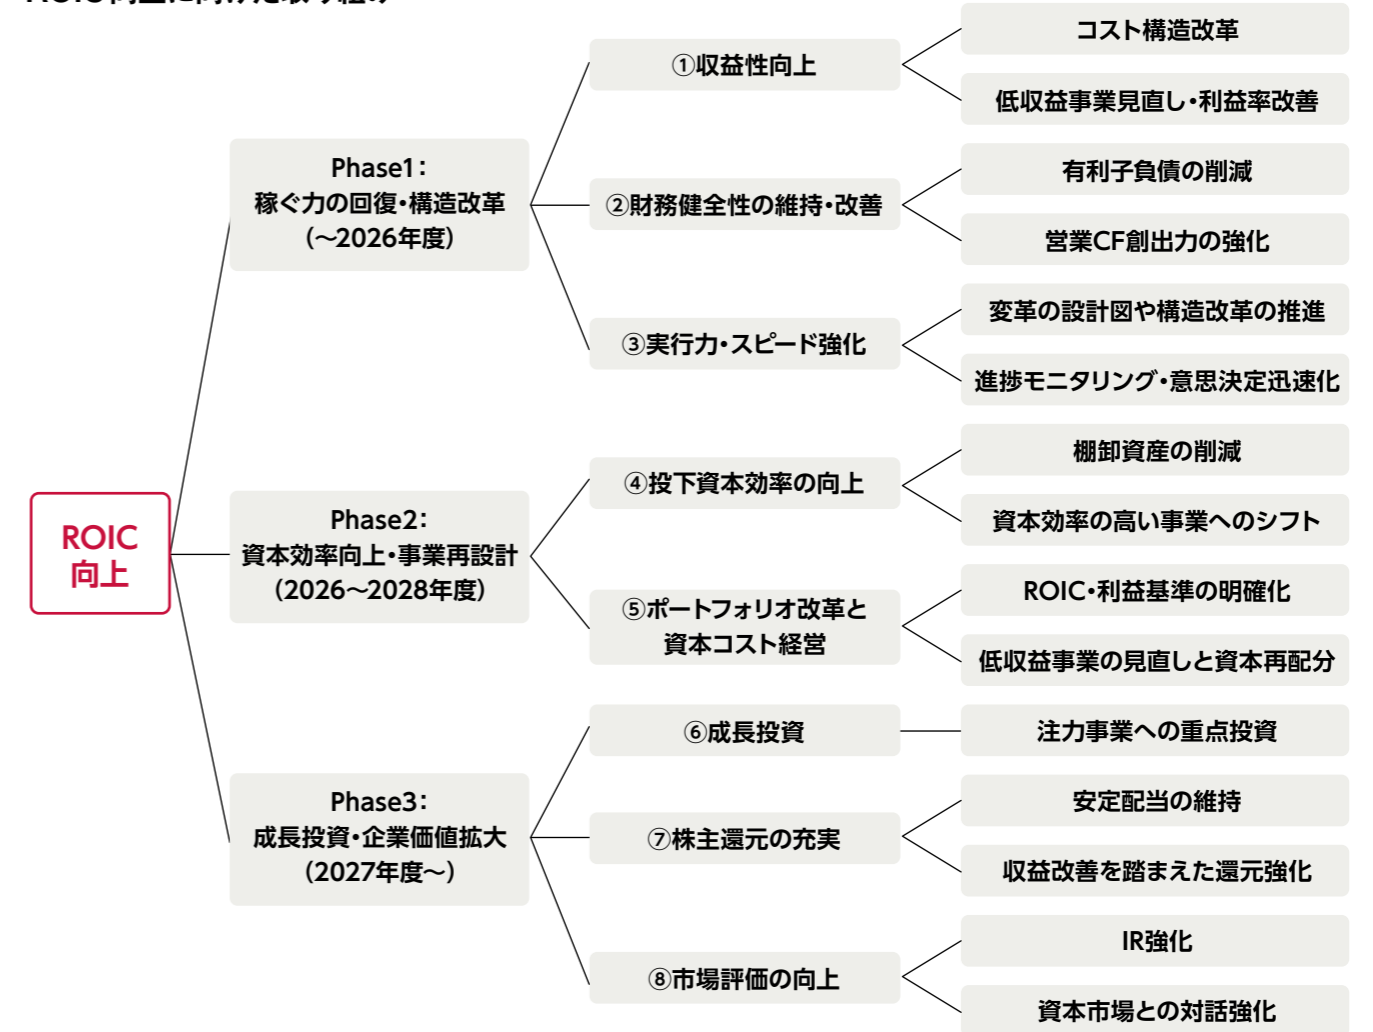 ROIC向上に向けた取り組み
ROIC
向上
Phase1：
稼ぐ力の回復・構造改革
（～2026年度）
①収益性向上
コスト構造改革
低収益事業見直し・利益率改善
②財務健全性の維持・改善
有利子負債の削減
営業CF創出力の強化
③実行力・スピード強化
変革の設計図や構造改革の推進
進捗モニタリング・意思決定迅速化
Phase2：
資本効率向上・事業再設計
（2026～2028年度）
④投下資本効率の向上
棚卸資産の削減
資本効率の高い事業へのシフト
⑤ポートフォリオ改革と
資本コスト経営
ROIC・利益基準の明確化
低収益事業の見直しと資本再配分
Phase3：
成長投資・企業価値拡大
（2027年度～）
⑥成長投資
注力事業への重点投資
⑦株主還元の充実
安定配当の維持
収益改善を踏まえた還元強化
⑧市場評価の向上
IR強化
資本市場との対話強化